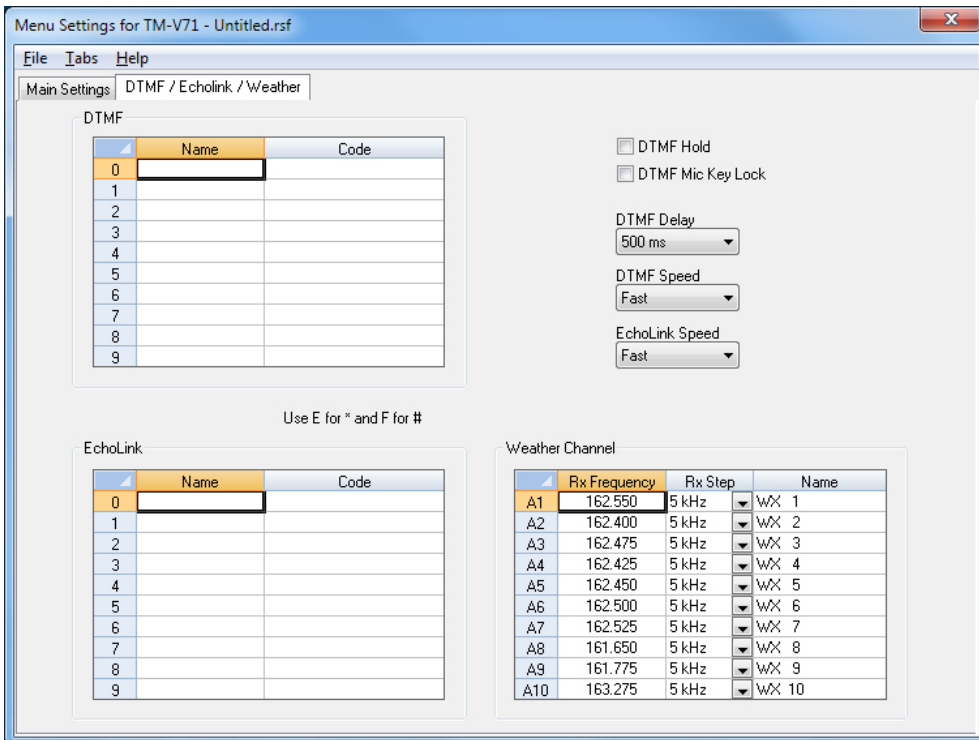 Menu Settings for TM-V71 - Untitled.rsf
File Tabs Help
Main Settings DTMF / Echolink / Weather
DTMF
Name Code
0
1
2
3
4
5
6
7
8
9
DTMF Hold
DTMF Mic Key Lock
DTMF Delay
500 ms
DTMF Speed
Fast
EchoLink Speed
Fast
Use E for * and F for #
EchoLink
Name Code
0
1
2
3
4
5
6
7
8
9
Weather Channel
Rx Frequency Rx Step Name
A1 162.550 5 kHz WX 1
A2 162.400 5 kHz WX 2
A3 162.475 5 kHz WX 3
A4 162.425 5 kHz WX 4
A5 162.450 5 kHz WX 5
A6 162.500 5 kHz WX 6
A7 162.525 5 kHz WX 7
A8 161.650 5 kHz WX 8
A9 161.775 5 kHz WX 9
A10 163.275 5 kHz WX 10